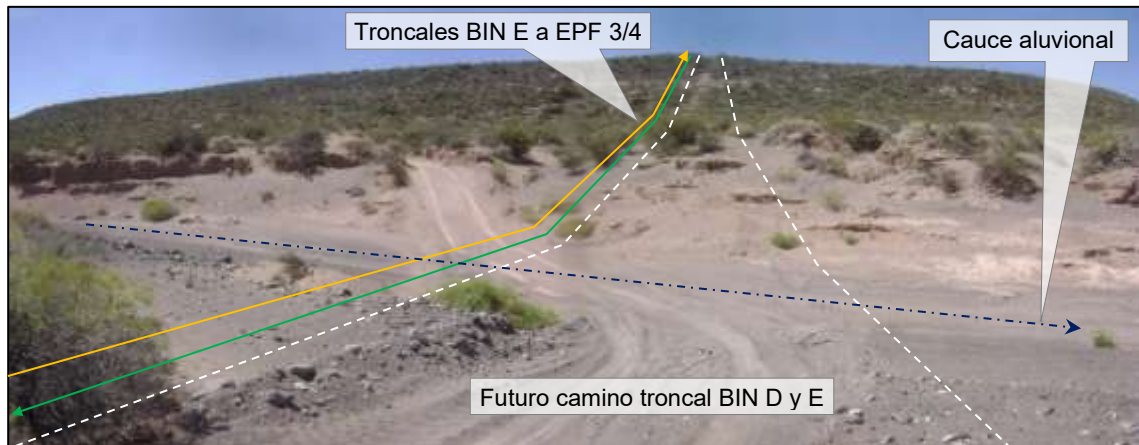 Troncales BIN E a EPF 3/4
Cauce aluvional
Futuro camino troncal BIN D y E